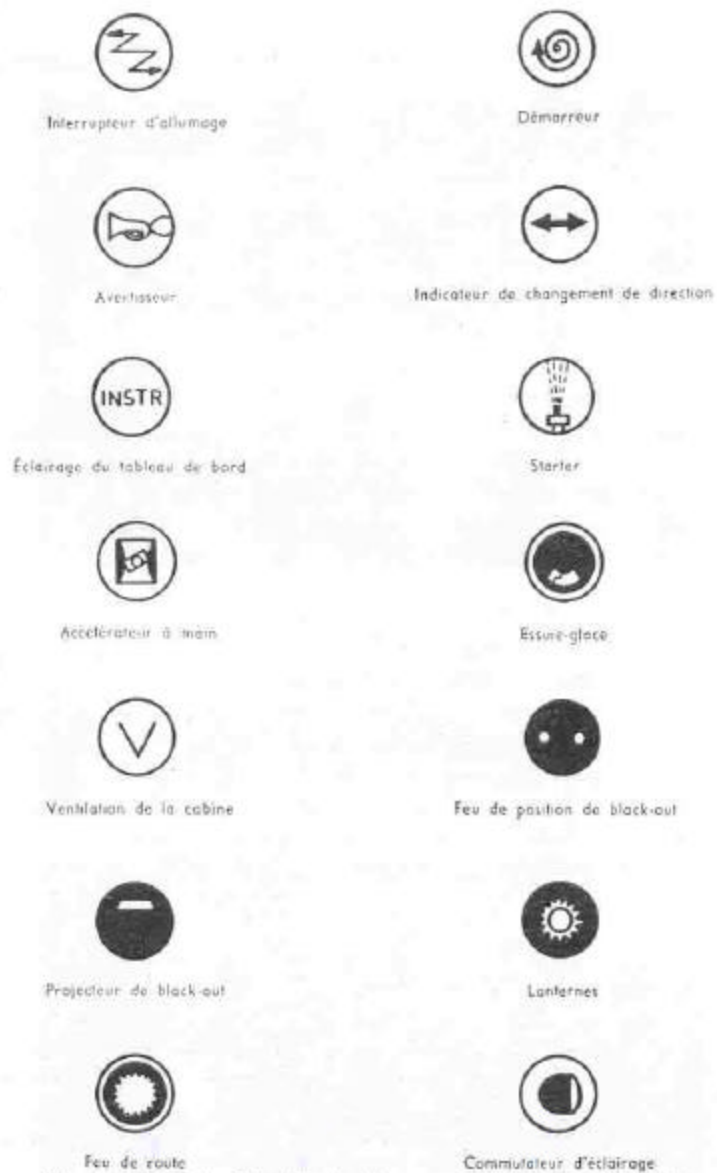 Interrupteur d'allumage
Démarreur
Avertisseur
Indicateur de changement de direction
INSTR
Éclairage du tableau de bord
Starter
Accélérateur à main
Essuie-glace
V
Ventilation de la cabine
Feu de position de black-out
Projecteur de black-out
Lanternes
Feu de route
Commutateur d'éclairage